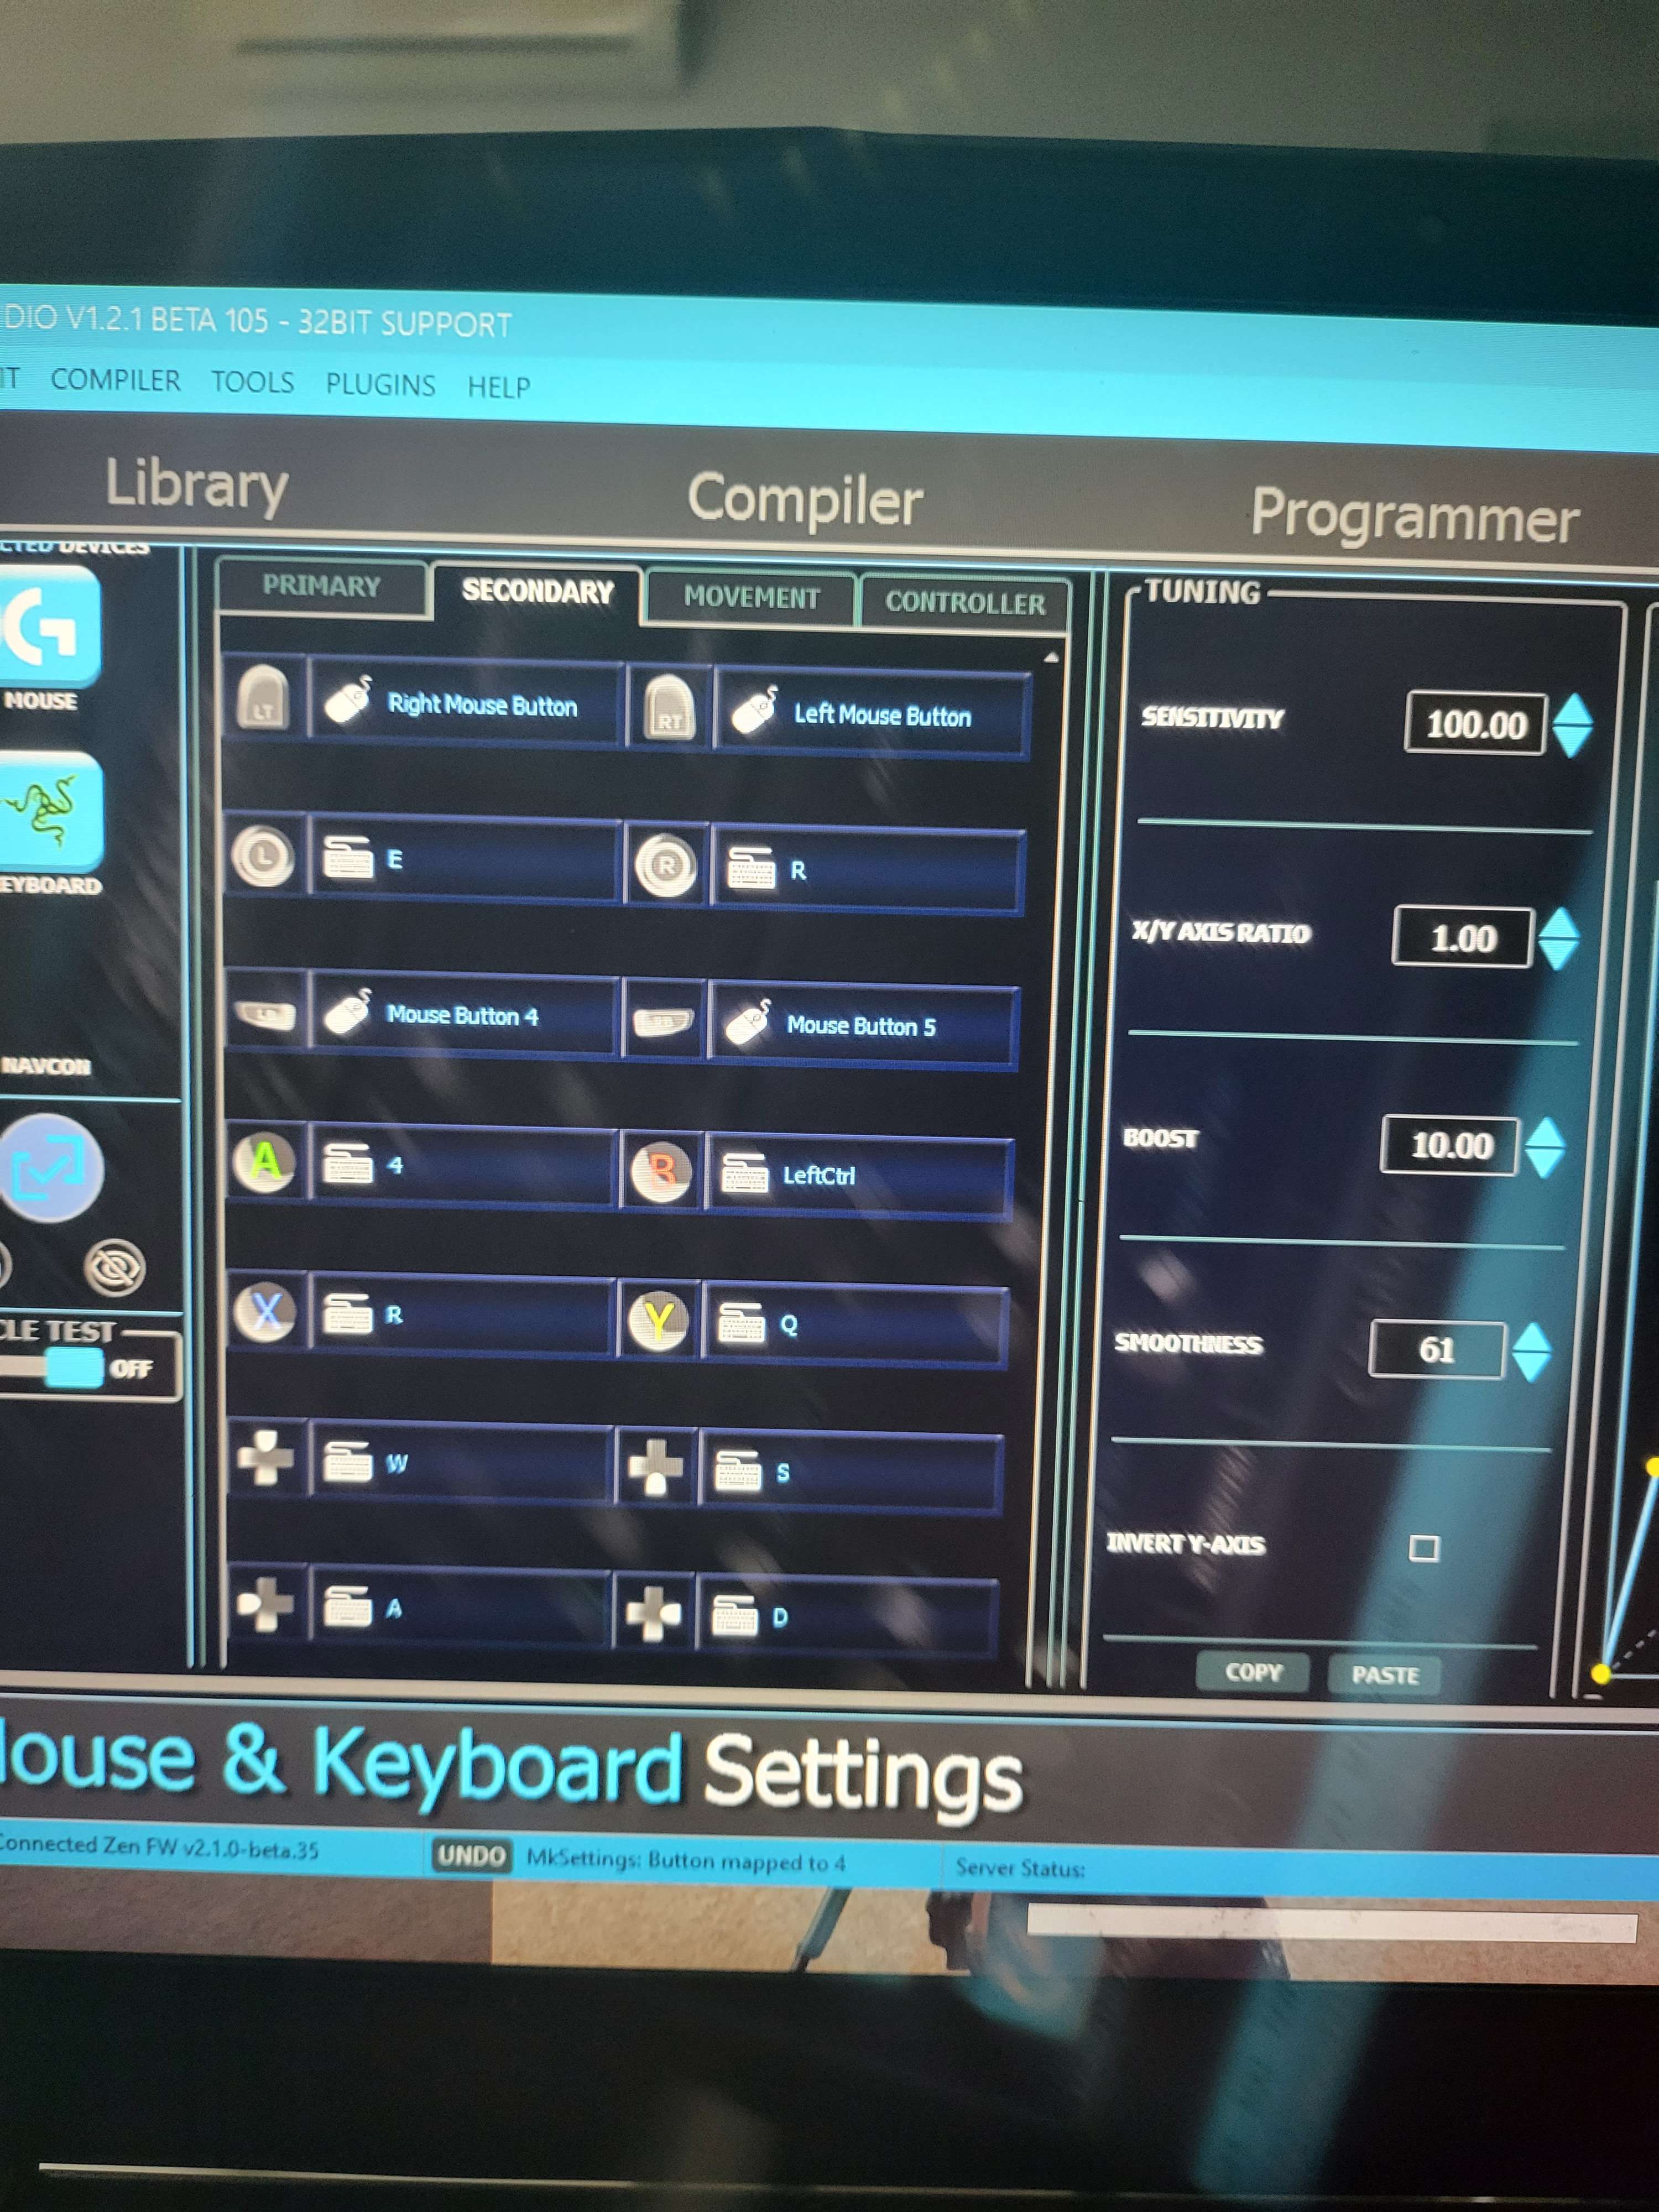 DIO V1.2.1 BETA 105 - 32BIT SUPPORT
IT COMPILER TOOLS PLUGINS HELP
Library Compiler Programmer
CTED DEVICES
MOUSE
EYBOARD
NAVCON
CLE TEST
OFF
PRIMARY SECONDARY MOVEMENT CONTROLLER
LT Right Mouse Button RT Left Mouse Button
L E R R
LB Mouse Button 4 RB Mouse Button 5
A 4 B LeftCtrl
X R Y Q
W S
A D
TUNING
SENSITIVITY 100.00
X/Y AXIS RATIO 1.00
BOOST 10.00
SMOOTHNESS 61
INVERT Y-AXIS
COPY PASTE
ouse & Keyboard Settings
Connected Zen FW v2.1.0-beta.35 UNDO MkSettings: Button mapped to 4 Server Status: